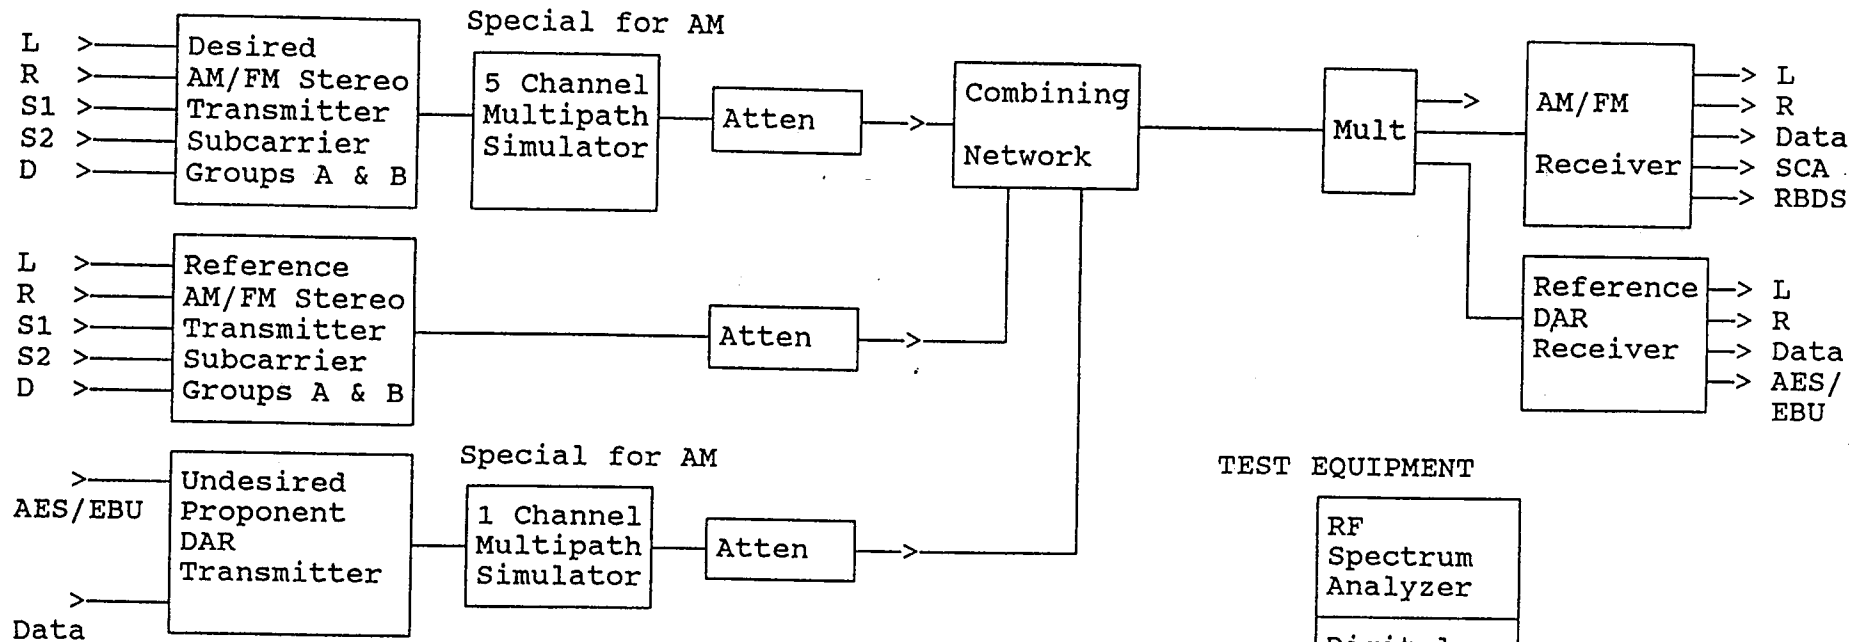 Special for AM
L >
R >
S1 >
S2 >
D >
Desired
AM/FM Stereo
Transmitter
Subcarrier
Groups A & B
5 Channel
Multipath
Simulator
Atten
>
Combining
Network
Mult
>
AM/FM
Receiver
> L
> R
> Data
> SCA
> RBDS
L >
R >
S1 >
S2 >
D >
Reference
AM/FM Stereo
Transmitter
Subcarrier
Groups A & B
Atten
>
Reference
DAR
Receiver
> L
> R
> Data
> AES/
EBU
Special for AM
>
AES/EBU
>
Data
Undesired
Proponent
DAR
Transmitter
1 Channel
Multipath
Simulator
Atten
>
TEST EQUIPMENT
RF
Spectrum
Analyzer
Digital